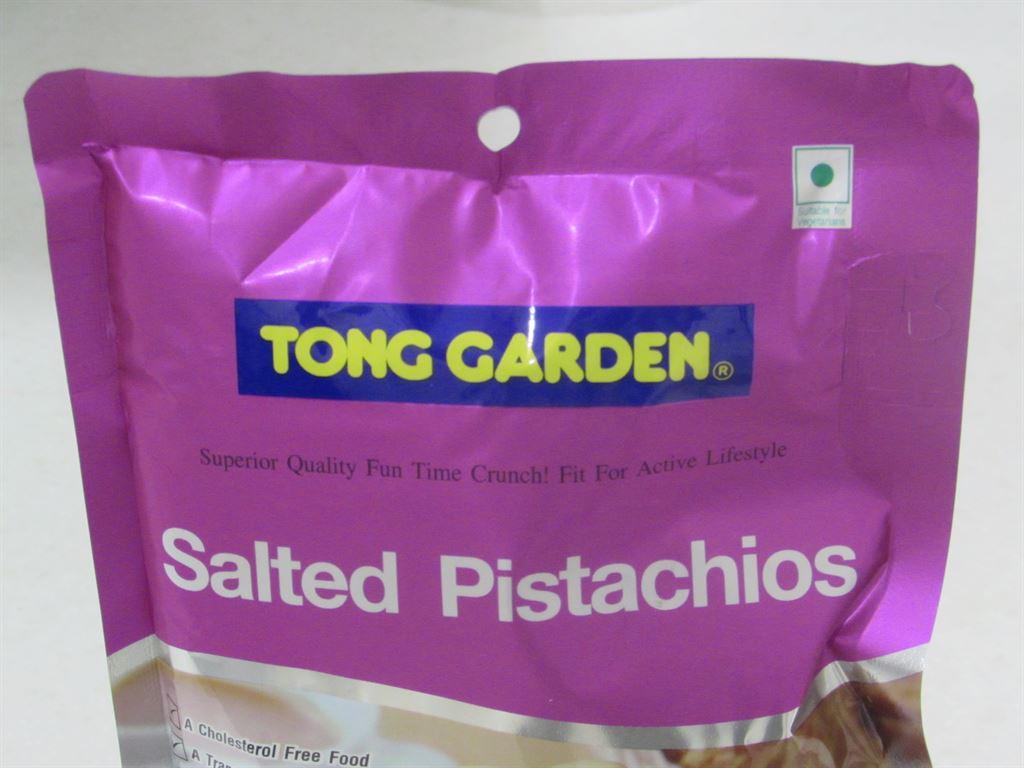 Suitable for
vegetarians
TONG GARDEN®
Superior Quality Fun Time Crunch! Fit For Active Lifestyle
Salted Pistachios
A Cholesterol Free Food
A